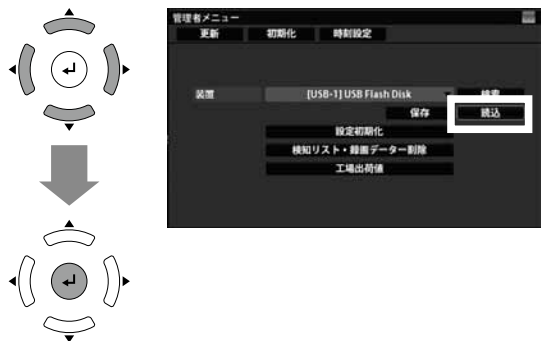 管理者メニュー
更新 初期化 時刻設定
装置 [USB-1] USB Flash Disk 検索
保存 読込
設定初期化
検知リスト・録画データー削除
工場出荷値